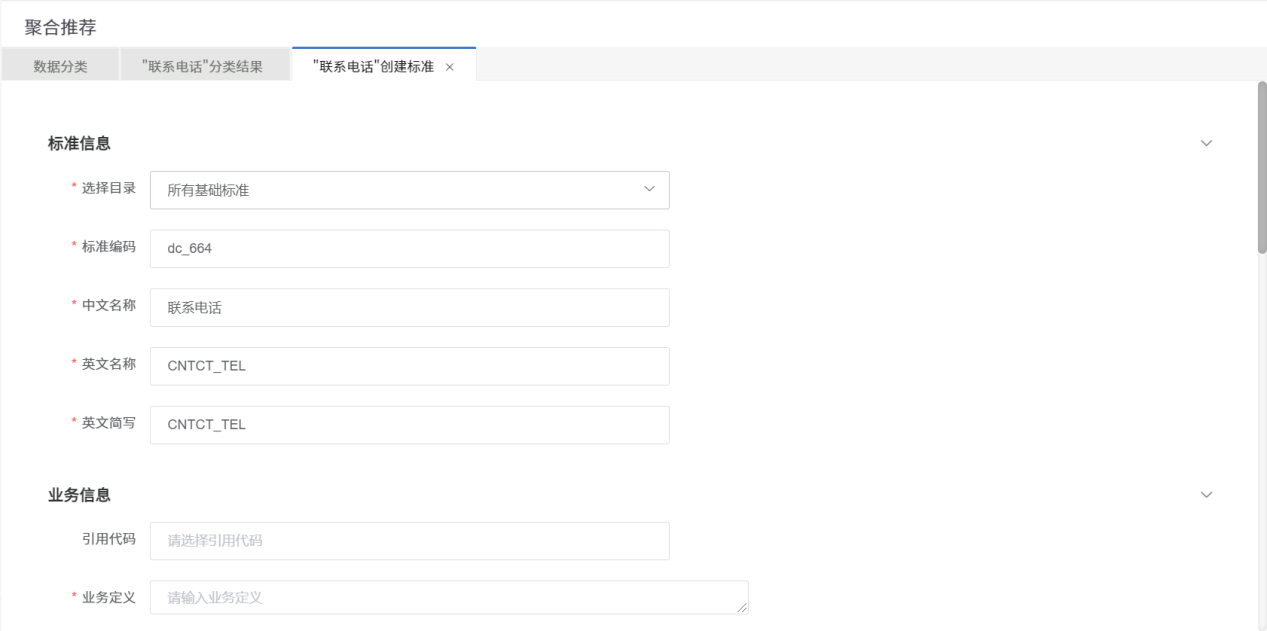 聚合推荐
数据分类 "联系电话"分类结果 "联系电话"创建标准 ×
标准信息
* 选择目录 所有基础标准
* 标准编码 dc_664
* 中文名称 联系电话
* 英文名称 CNTCT_TEL
* 英文简写 CNTCT_TEL
业务信息
引用代码 请选择引用代码
* 业务定义 请输入业务定义